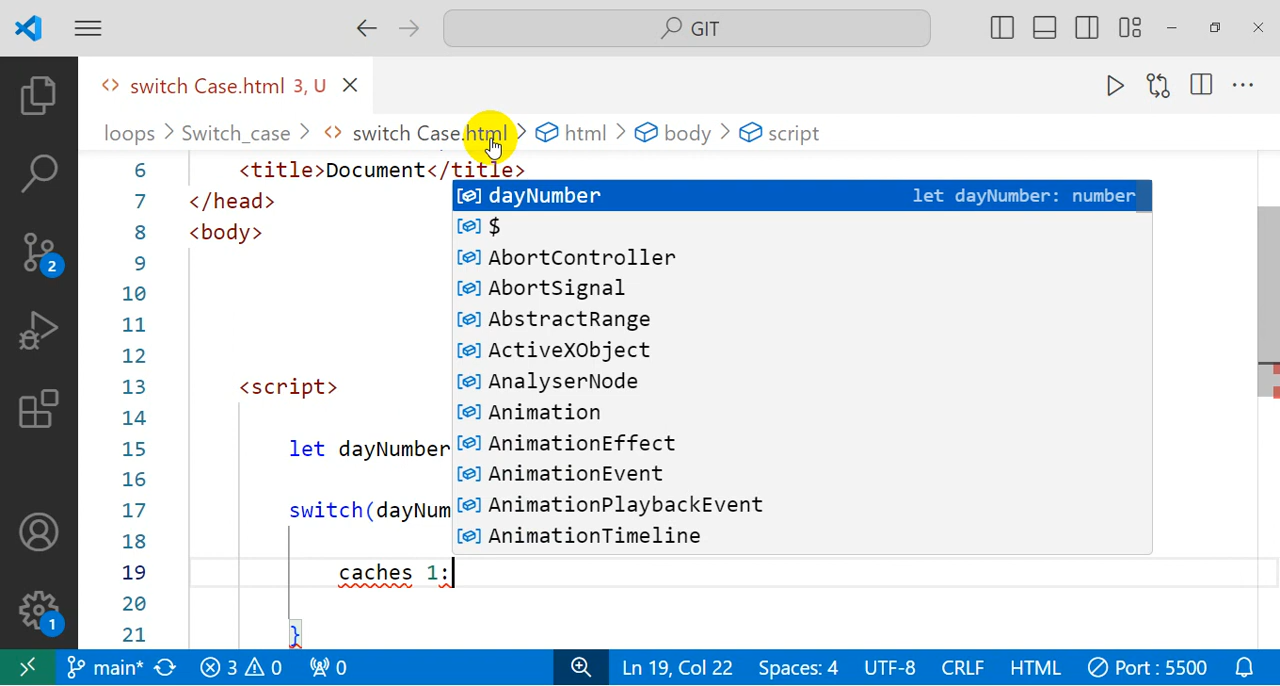 GIT
switch Case.html 3, U
loops > Switch_case > switch Case.html > html > body > script
6 <title>Document</title>
7 </head>
8 <body>
9
10
11
12
13 <script>
14
15 let dayNumber
16
17 switch(dayNum
18
19 caches 1:
20
21 }
dayNumber let dayNumber: number
$
AbortController
AbortSignal
AbstractRange
ActiveXObject
AnalyserNode
Animation
AnimationEffect
AnimationEvent
AnimationPlaybackEvent
AnimationTimeline
2
1
main* 3 0 0 Ln 19, Col 22 Spaces: 4 UTF-8 CRLF HTML Port : 5500